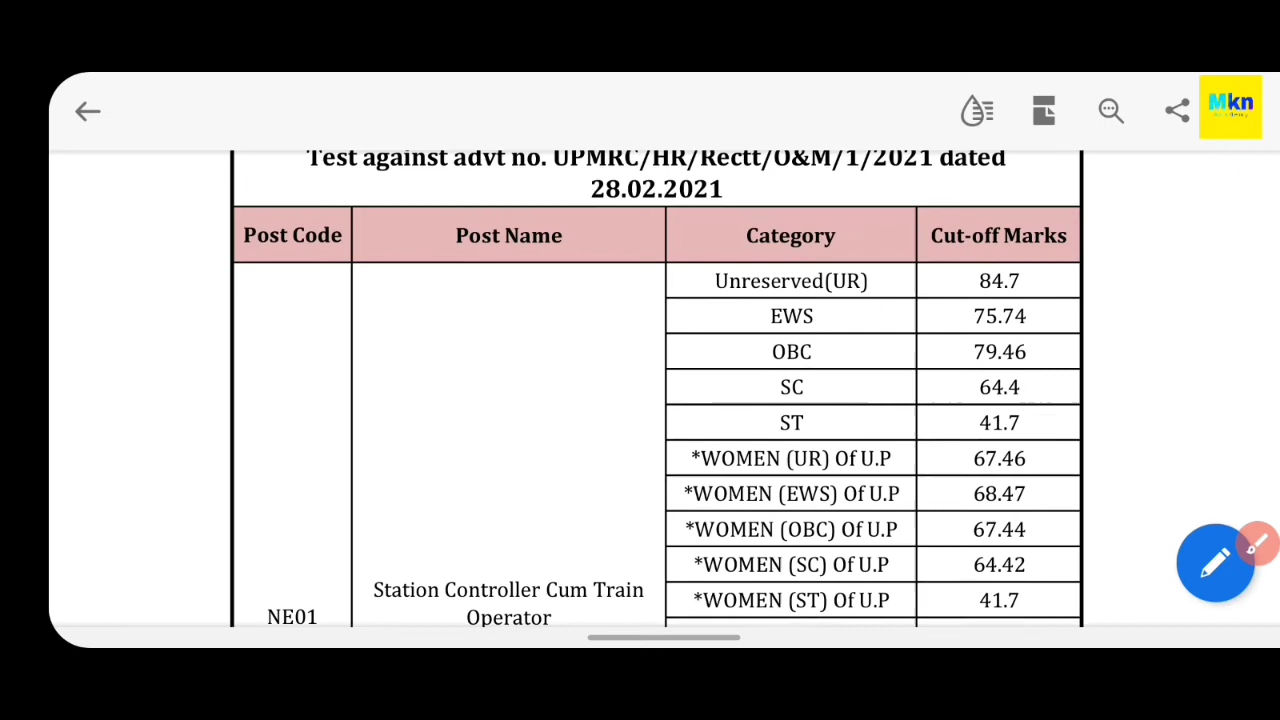 Mkn
Test against advt no. UPMRC/HR/Rectt/O&M/1/2021 dated
28.02.2021
Post Code Post Name Category Cut-off Marks
Unreserved(UR) 84.7
EWS 75.74
OBC 79.46
SC 64.4
ST 41.7
*WOMEN (UR) Of U.P 67.46
*WOMEN (EWS) Of U.P 68.47
*WOMEN (OBC) Of U.P 67.44
*WOMEN (SC) Of U.P 64.42
*WOMEN (ST) Of U.P 41.7
NE01 Station Controller Cum Train
Operator